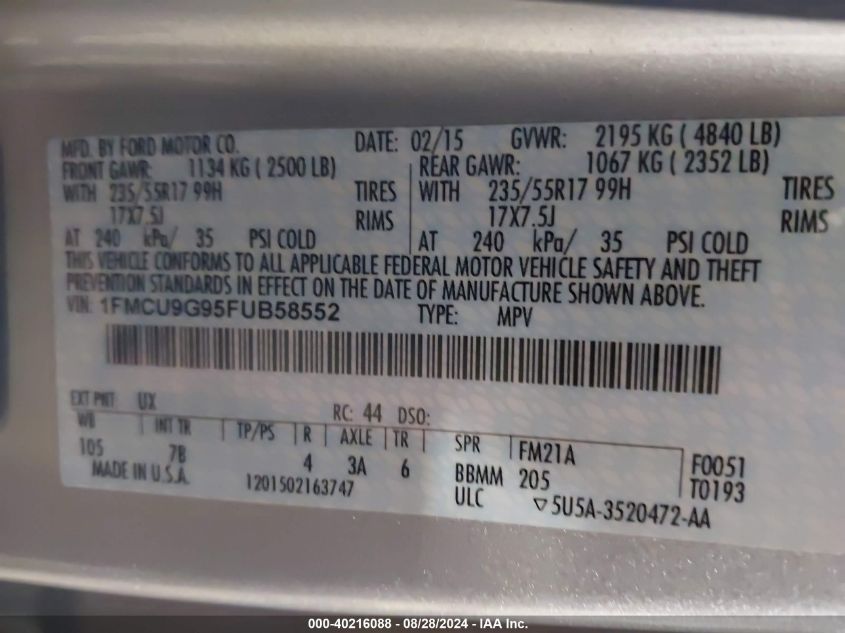 MFD. BY FORD MOTOR CO. DATE: 02/15 GVWR: 2195 KG ( 4840 LB)
FRONT GAWR: 1134 KG ( 2500 LB) REAR GAWR: 1067 KG ( 2352 LB)
WITH 235/55R17 99H TIRES WITH 235/55R17 99H TIRES
17X7.5J RIMS 17X7.5J RIMS
AT 240 kPa/ 35 PSI COLD AT 240 kPa/ 35 PSI COLD
THIS VEHICLE CONFORMS TO ALL APPLICABLE FEDERAL MOTOR VEHICLE SAFETY AND THEFT
PREVENTION STANDARDS IN EFFECT ON THE DATE OF MANUFACTURE SHOWN ABOVE.
VIN: 1FMCU9G95FUB58552 TYPE: MPV
EXT PNT UX RC: 44 DSO:
WB INT TR TP/PS R AXLE TR SPR FM21A F0051
105 7B 4 3A 6 BBMM 205 T0193
MADE IN U.S.A. 1201502163747 ULC ▽5U5A-3520472-AA
000-40216088 - 08/28/2024 - IAA Inc.